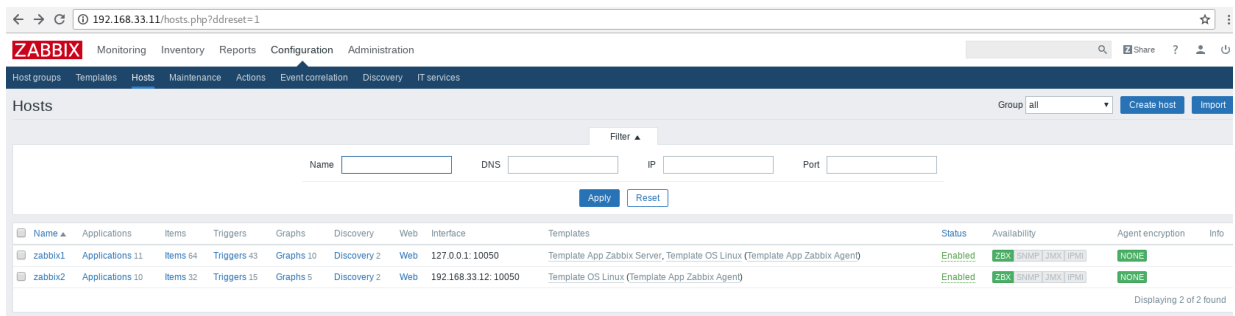 192.168.33.11/hosts.php?ddreset=1
ZABBIX Monitoring Inventory Reports Configuration Administration Z Share ?
Host groups Templates Hosts Maintenance Actions Event correlation Discovery IT services
Hosts Group all Create host Import
Filter ▲
Name DNS IP Port
Apply Reset
Name ▲ Applications Items Triggers Graphs Discovery Web Interface Templates Status Availability Agent encryption Info
zabbix1 Applications 11 Items 64 Triggers 43 Graphs 10 Discovery 2 Web 127.0.0.1: 10050 Template App Zabbix Server, Template OS Linux (Template App Zabbix Agent) Enabled ZBX SNMP JMX IPMI NONE
zabbix2 Applications 10 Items 32 Triggers 15 Graphs 5 Discovery 2 Web 192.168.33.12: 10050 Template OS Linux (Template App Zabbix Agent) Enabled ZBX SNMP JMX IPMI NONE
Displaying 2 of 2 found